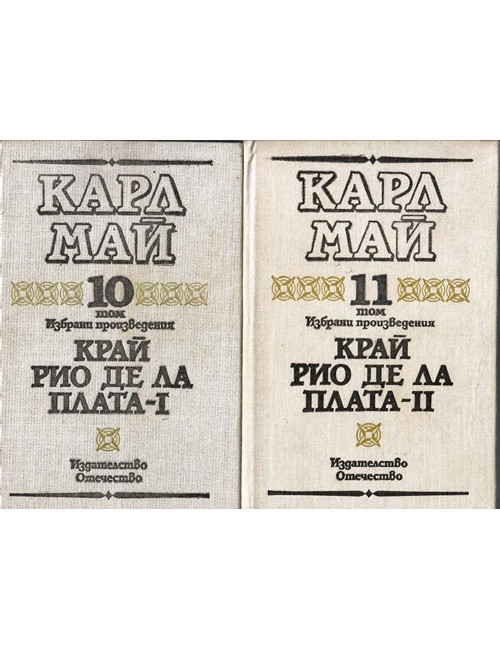 КАРЛ
МАЙ
10
том
Избрани произведения
КРАЙ
РИО ДЕ ЛА
ПЛАТА-I
Издателство
Отечество
КАРЛ
МАЙ
11
том
Избрани произведения
КРАЙ
РИО ДЕ ЛА
ПЛАТА-II
Издателство
Отечество